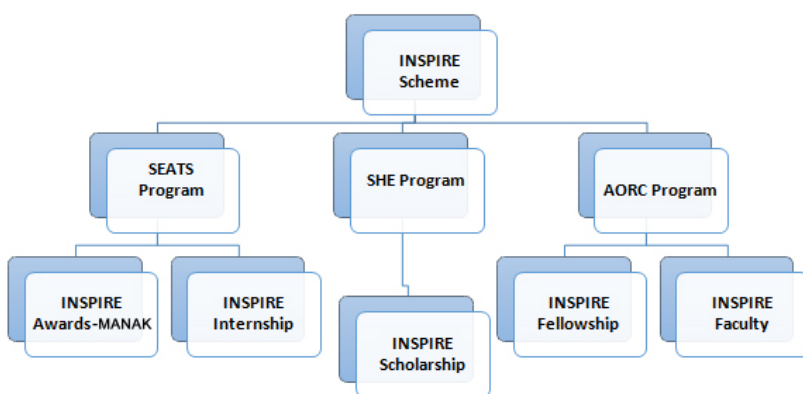 INSPIRE
Scheme
SEATS
Program
SHE Program
AORC Program
INSPIRE
Awards-MANAK
INSPIRE
Internship
INSPIRE
Scholarship
INSPIRE
Fellowship
INSPIRE
Faculty